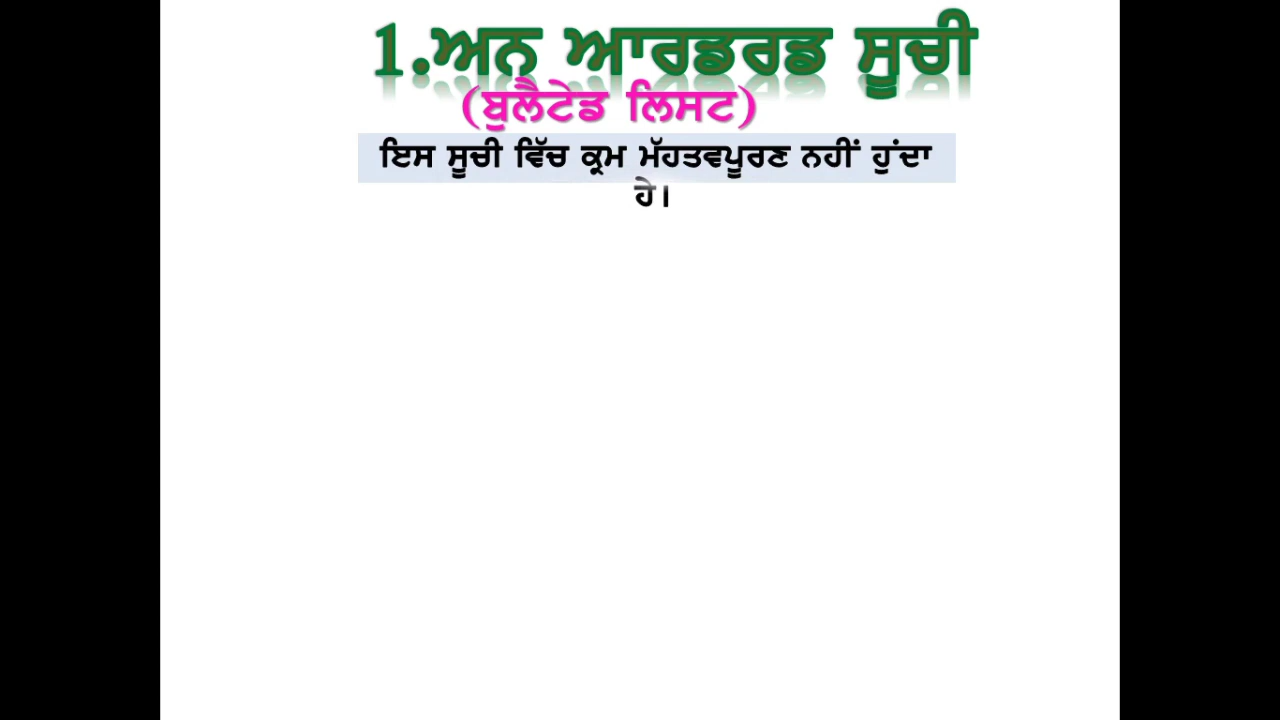 1.ਅਨ ਆਰਡਰਡ ਸੂਚੀ
(ਬੁਲੈਟੇਡ ਲਿਸਟ)
ਇਸ ਸੂਚੀ ਵਿੱਚ ਕ੍ਰਮ ਮੱਹਤਵਪੂਰਣ ਨਹੀਂ ਹੁਂਦਾ
ਹੇ।